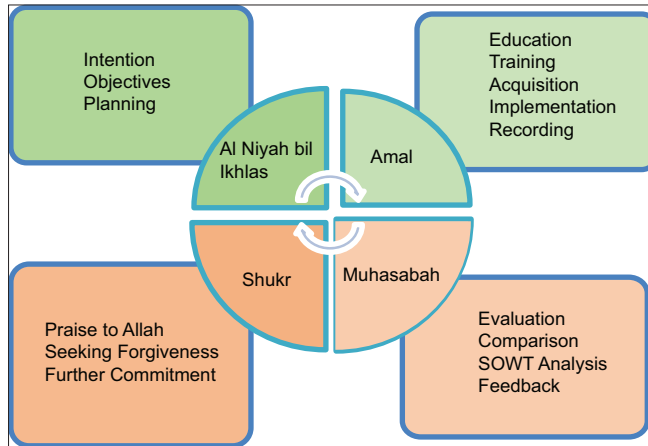 Intention
Objectives
Planning
Education
Training
Acquisition
Implementation
Recording
Al Niyah bil
Ikhlas
Amal
Shukr
Muhasabah
Praise to Allah
Seeking Forgiveness
Further Commitment
Evaluation
Comparison
SOWT Analysis
Feedback